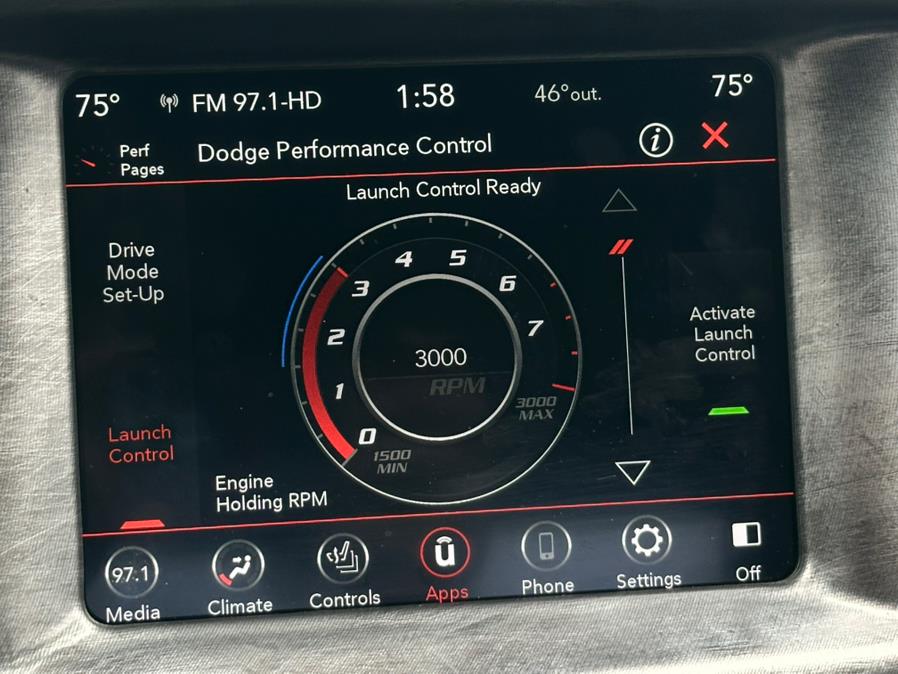 75° FM 97.1-HD 1:58 46°out. 75°
Perf
Pages
Dodge Performance Control
i
Launch Control Ready
Drive
Mode
Set-Up
Launch
Control
0 1 2 3 4 5 6 7
3000
RPM
1500
MIN
3000
MAX
Engine
Holding RPM
Activate
Launch
Control
97.1
Media
Climate
Controls
Apps
Phone
Settings
Off